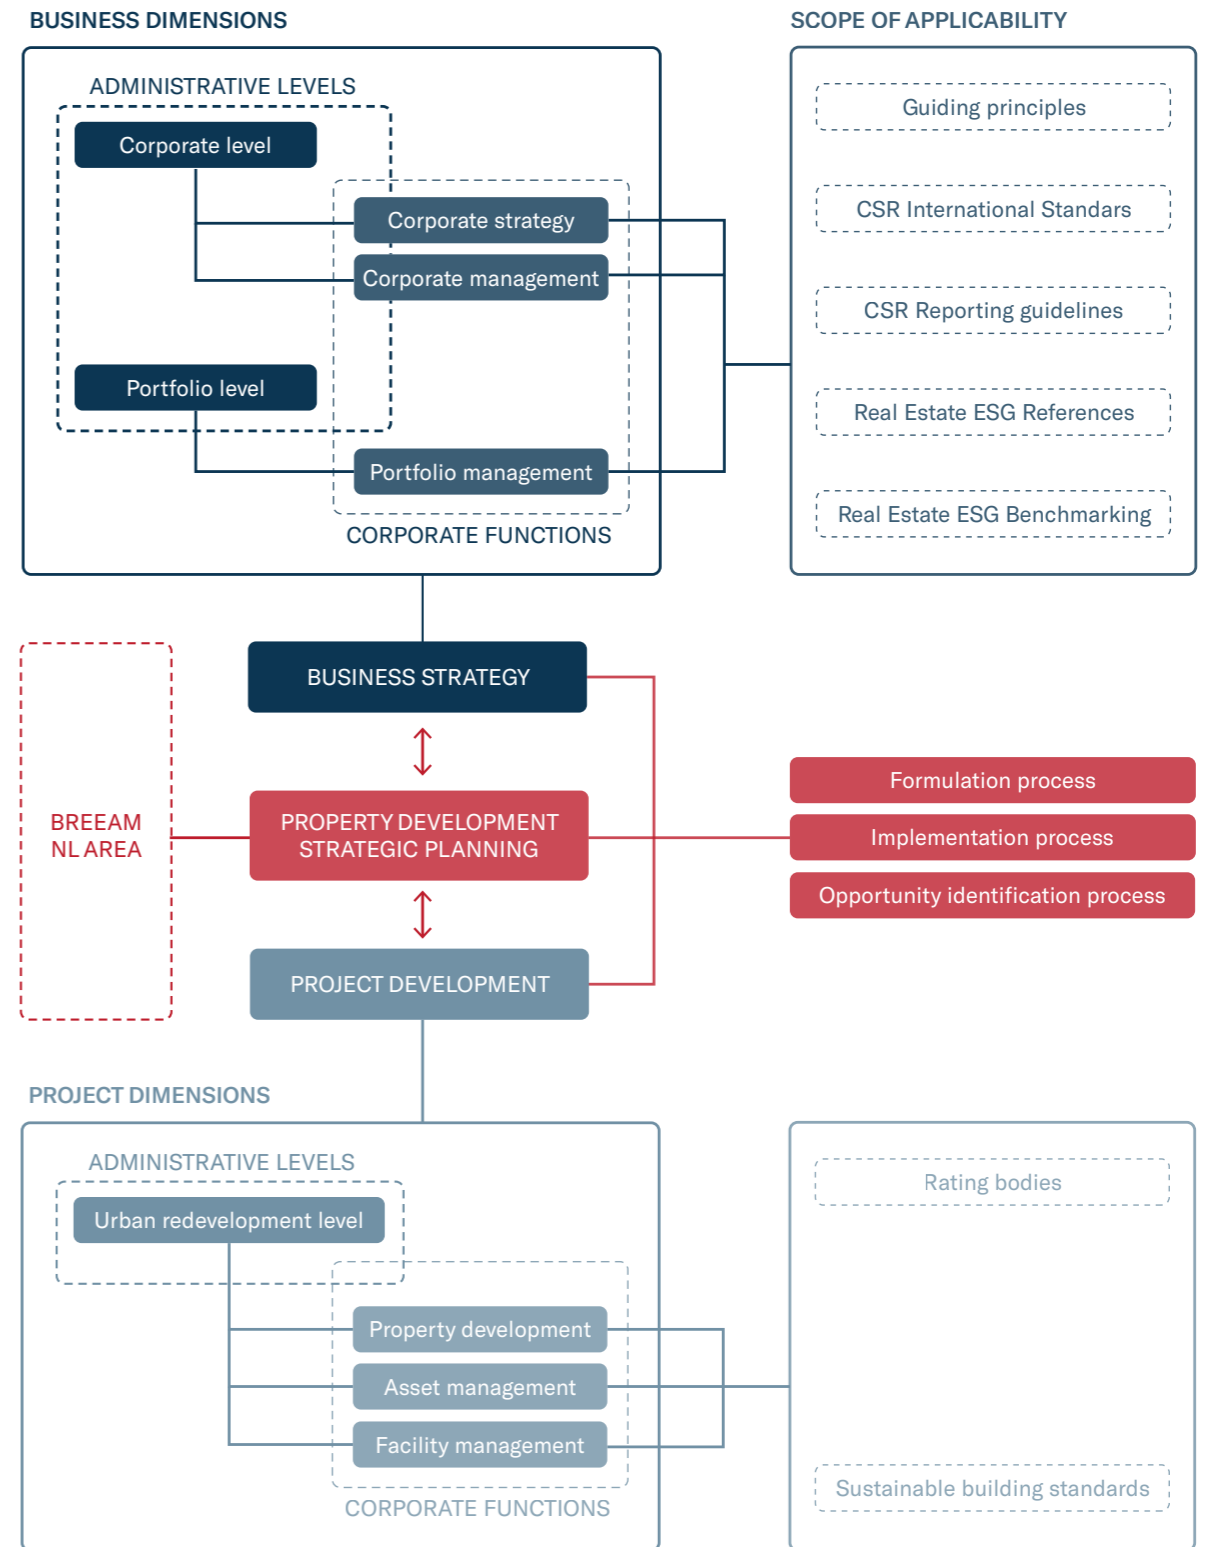 BUSINESS DIMENSIONS
SCOPE OF APPLICABILITY
ADMINISTRATIVE LEVELS
Corporate level
Corporate strategy
Corporate management
Portfolio level
Portfolio management
CORPORATE FUNCTIONS
Guiding principles
CSR International Standars
CSR Reporting guidelines
Real Estate ESG References
Real Estate ESG Benchmarking
BUSINESS STRATEGY
BREEAM
NL AREA
PROPERTY DEVELOPMENT
STRATEGIC PLANNING
PROJECT DEVELOPMENT
Formulation process
Implementation process
Opportunity identification process
PROJECT DIMENSIONS
ADMINISTRATIVE LEVELS
Urban redevelopment level
Property development
Asset management
Facility management
CORPORATE FUNCTIONS
Rating bodies
Sustainable building standards